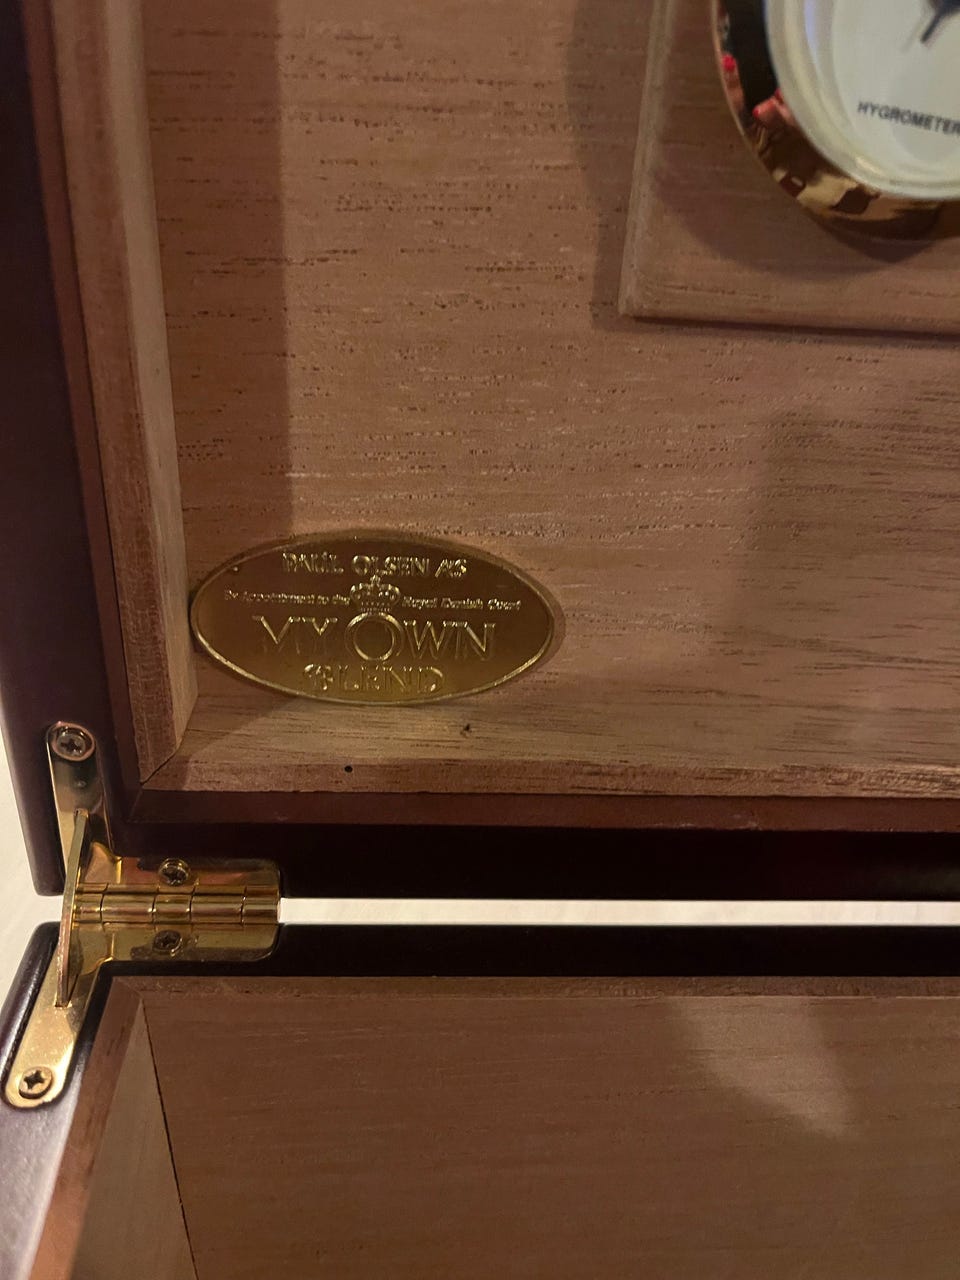 HYGROMETER
PAUL OLSEN A/S
By Appointment to the Royal Danish Court
MY OWN
BLEND